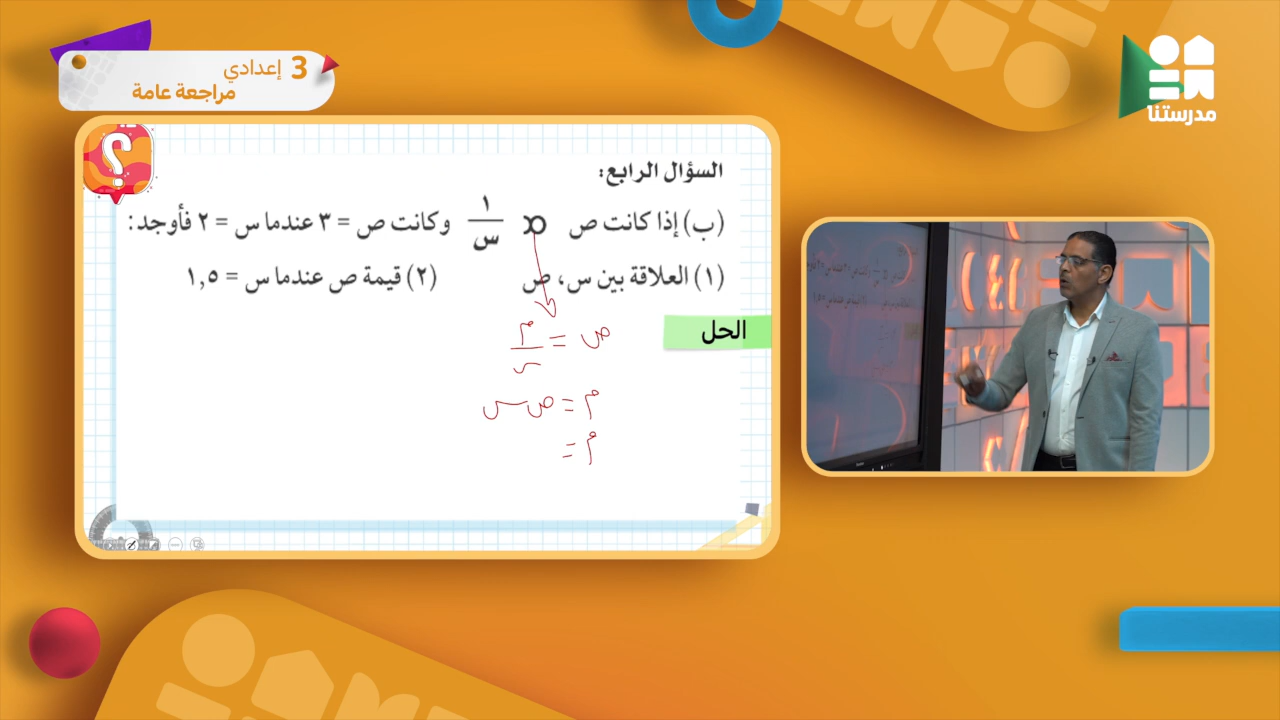 3 إعدادي
مراجعة عامة
مدرستنا
؟
السؤال الرابع:
(ب) إذا كانت ص ∝ ١/س وكانت ص = ٣ عندما س = ٢ فأوجد:
(١) العلاقة بين س، ص (٢) قيمة ص عندما س = ١,٥
الحل
ص = م/س
م = ص س
م =